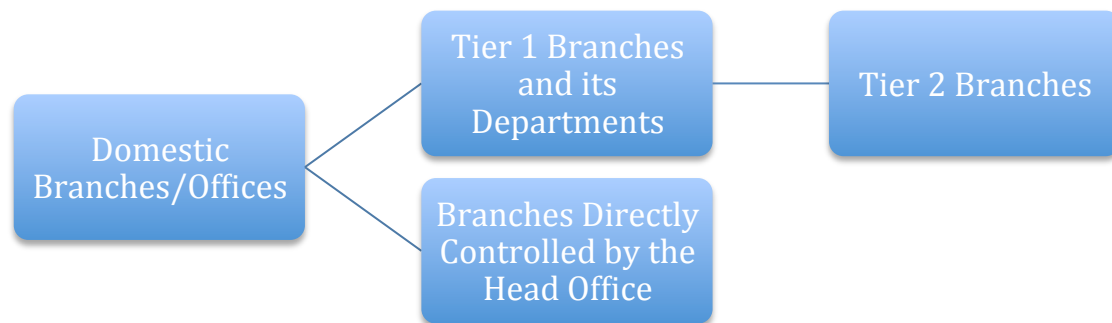 Domestic
Branches/Offices
Tier 1 Branches
and its
Departments
Tier 2 Branches
Branches Directly
Controlled by the
Head Office